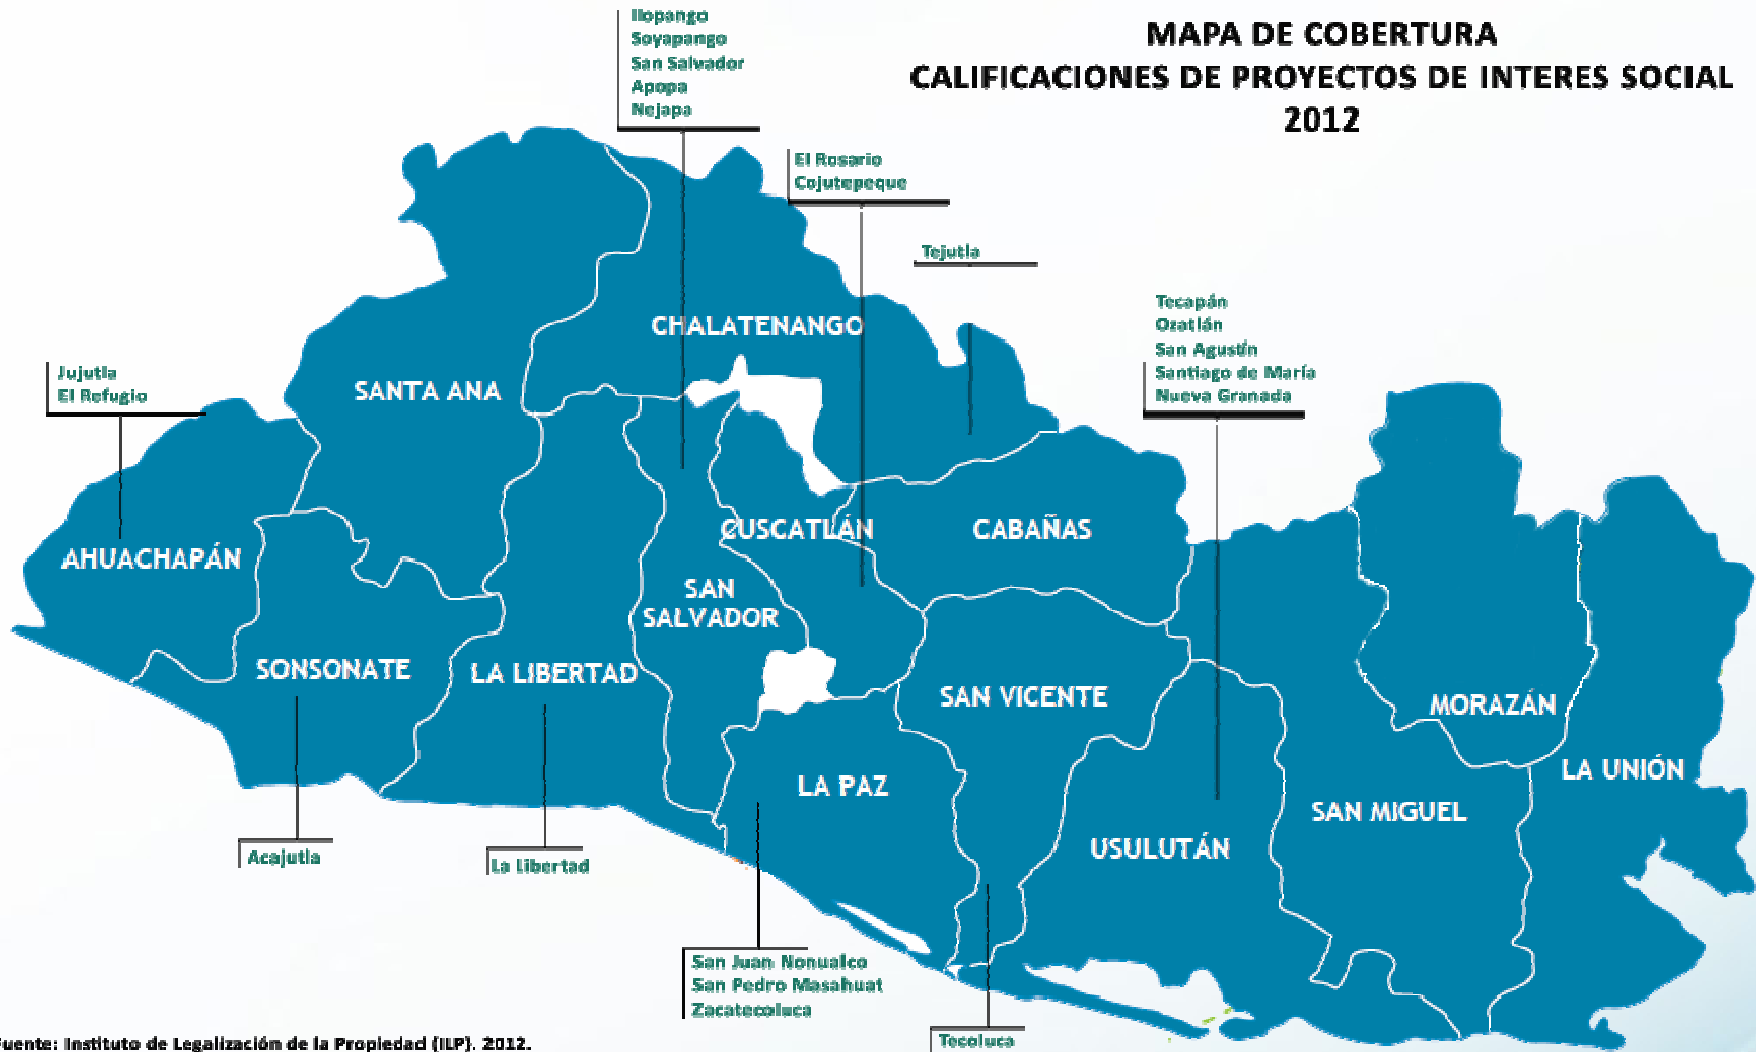 MAPA DE COBERTURA
CALIFICACIONES DE PROYECTOS DE INTERES SOCIAL
2012
Ilopango
Soyapango
San Salvador
Apopa
Nejapa
El Rosario
Cojutepeque
Tejutla
Tecapán
Ozatlán
San Agustín
Santiago de María
Nueva Granada
Jujutla
El Refugio
CHALATENANGO
SANTA ANA
AHUACHAPÁN
CUSCATLÁN
CABAÑAS
SAN
SALVADOR
SONSONATE
LA LIBERTAD
SAN VICENTE
MORAZÁN
LA PAZ
LA UNIÓN
SAN MIGUEL
USULUTÁN
Acajutla
La Libertad
San Juan Nonualco
San Pedro Masahuat
Zacatecoluca
Tecoluca
Fuente: Instituto de Legalización de la Propiedad (ILP). 2012.